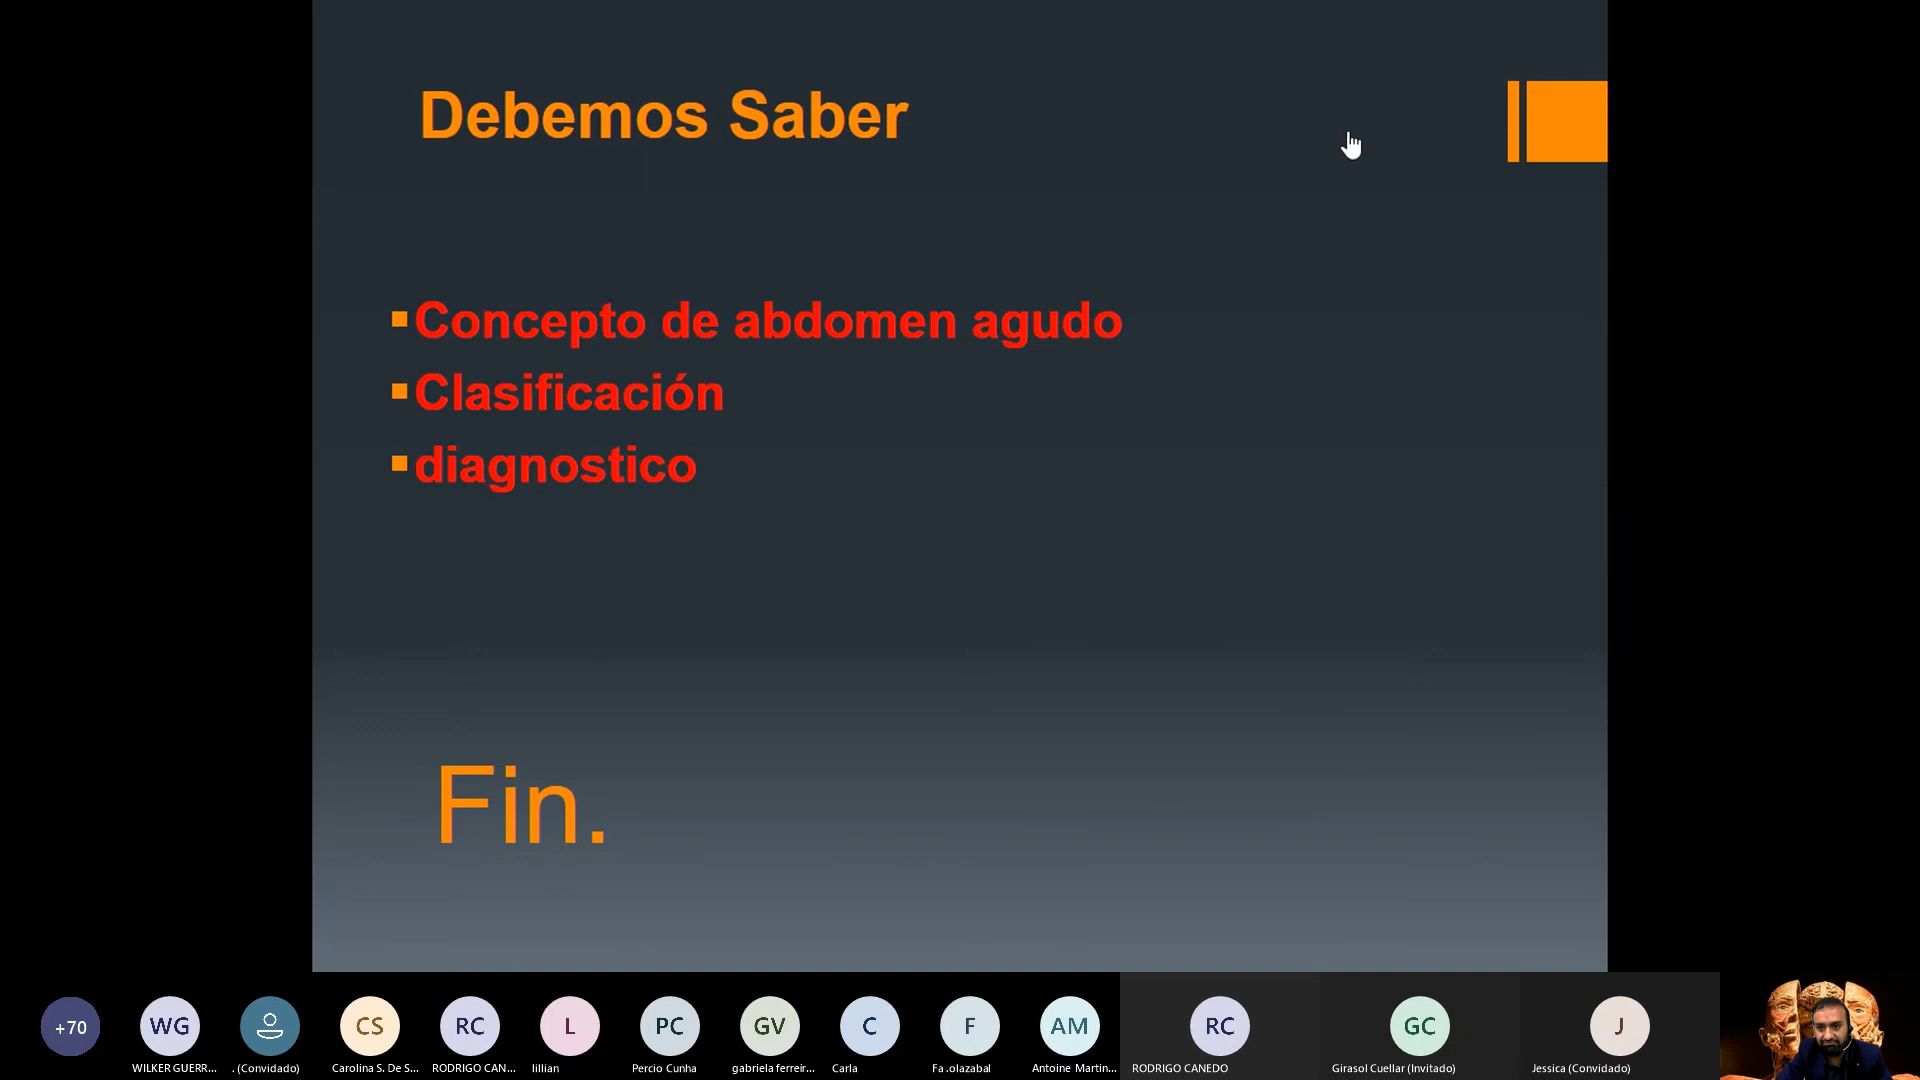 Debemos Saber
Concepto de abdomen agudo
Clasificación
diagnostico
Fin.
+70
WG
CS
RC
L
PC
GV
C
F
AM
RC
GC
J
WILKER GUERR...
. (Convidado)
Carolina S. De S...
RODRIGO CAN...
lillian
Percio Cunha
gabriela ferreir...
Carla
Fa .olazabal
Antoine Martin...
RODRIGO CANEDO
Girasol Cuellar (Invitado)
Jessica (Convidado)